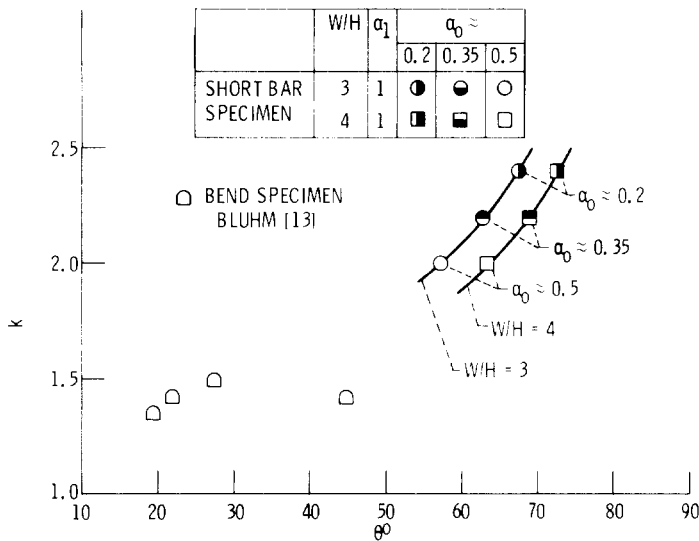 W/H α₁ α₀ ≈
0.2 0.35 0.5
SHORT BAR 3 1
SPECIMEN 4 1
2.5
BEND SPECIMEN
BLUHM [13]
α₀ ≈ 0.2
α₀ ≈ 0.35
2.0
α₀ ≈ 0.5
W/H = 4
k
W/H = 3
1.5
1.0
10 20 30 40 50 60 70 80 90
θ⁰